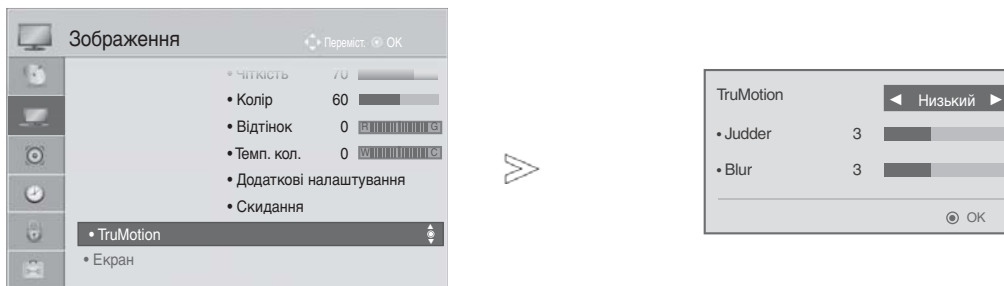 Зображення
Переміст. OK
• Чіткість 70
• Колір 60
• Відтінок 0 R G
• Темп. кол. 0 W C
• Додаткові налаштування
• Скидання
• TruMotion
• Екран
TruMotion ◄ Низький ►
• Judder 3
• Blur 3
OK